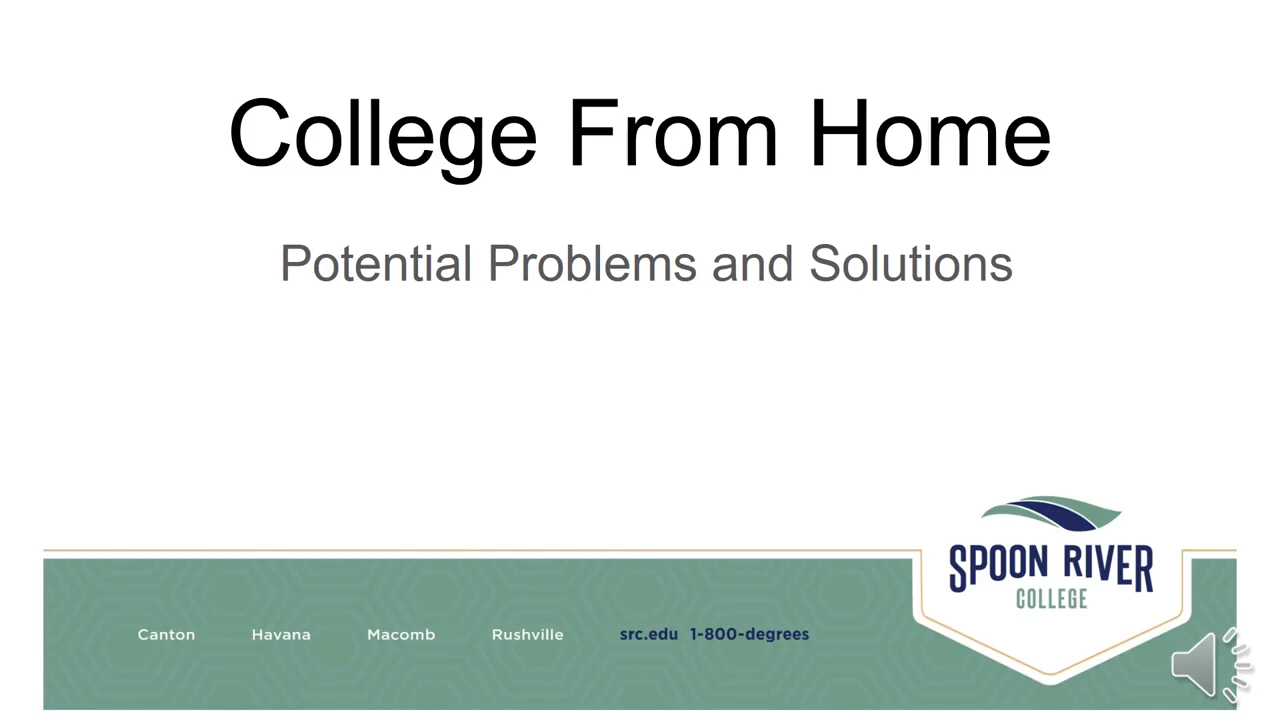 College From Home
Potential Problems and Solutions
SPOON RIVER
COLLEGE
Canton Havana Macomb Rushville src.edu 1-800-degrees